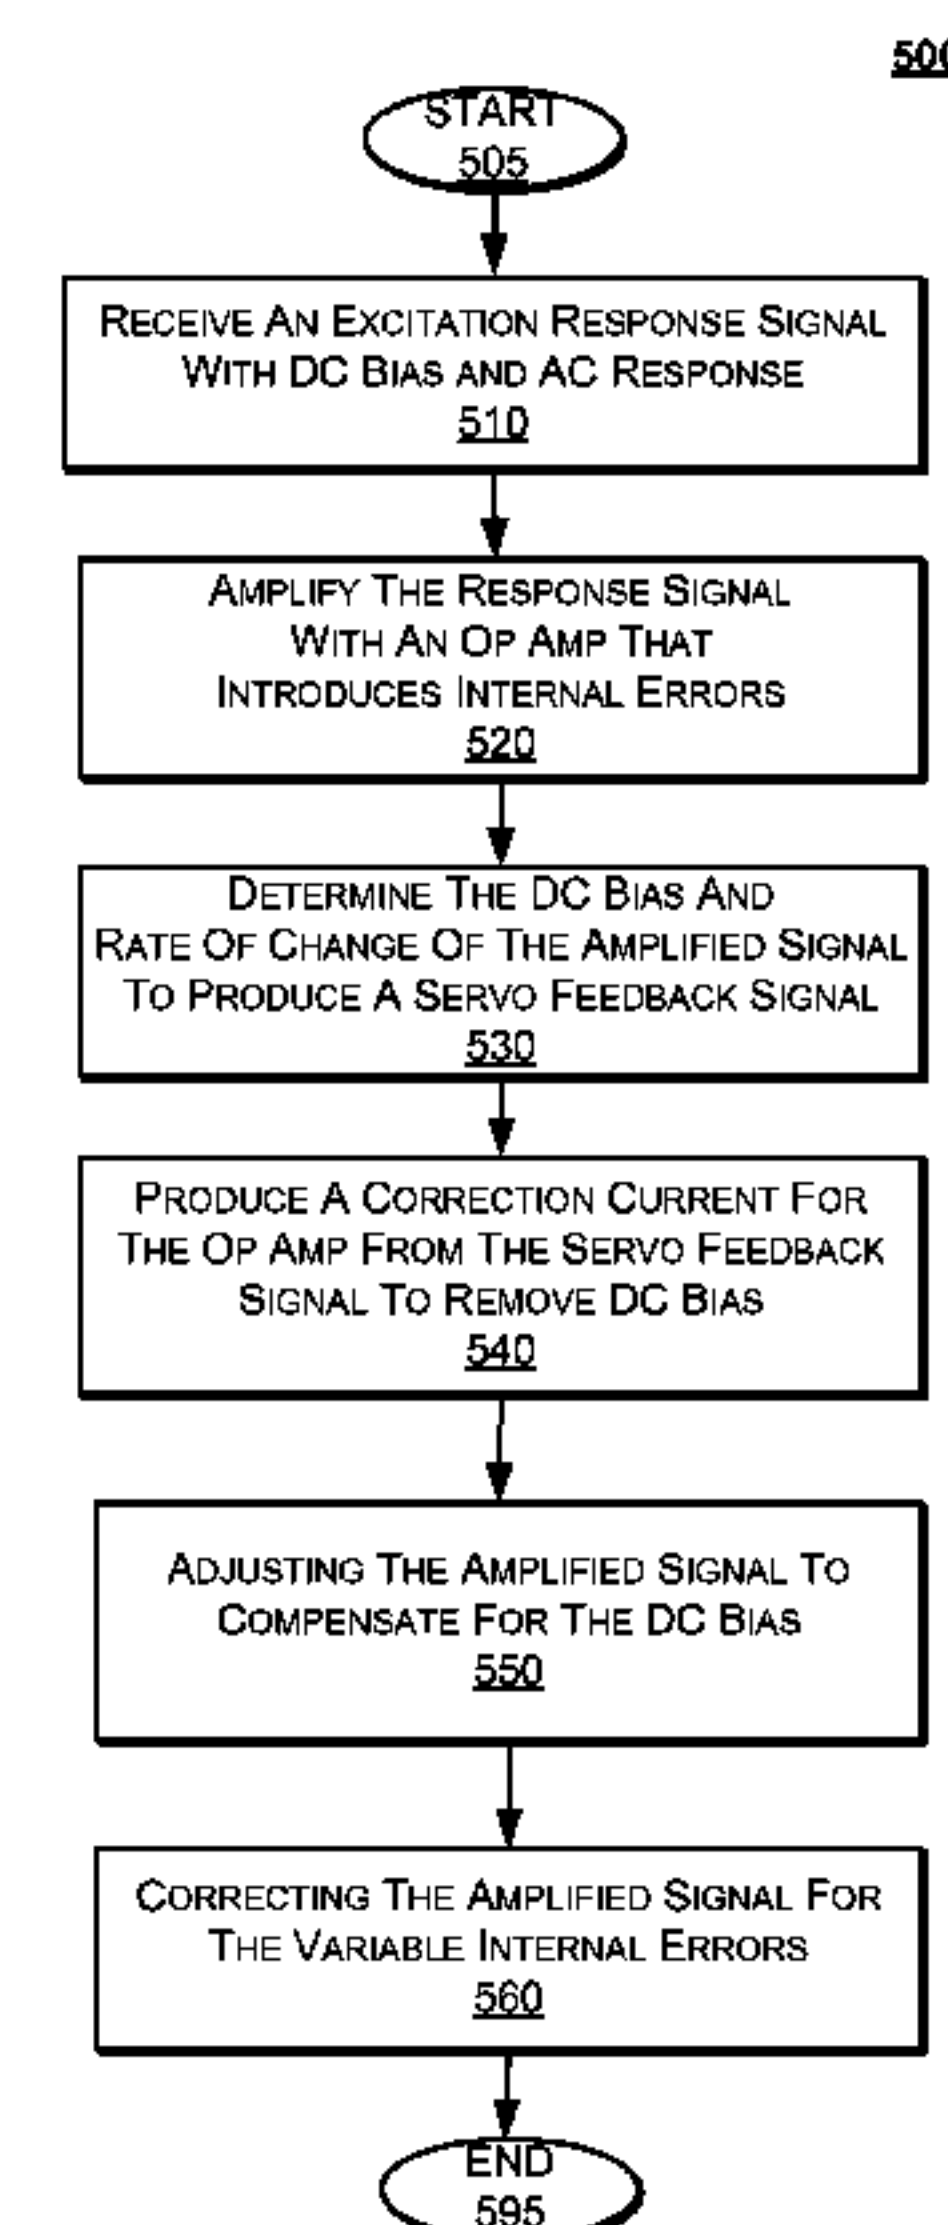 500
START
505
RECEIVE AN EXCITATION RESPONSE SIGNAL
WITH DC BIAS AND AC RESPONSE
510
AMPLIFY THE RESPONSE SIGNAL
WITH AN OP AMP THAT
INTRODUCES INTERNAL ERRORS
520
DETERMINE THE DC BIAS AND
RATE OF CHANGE OF THE AMPLIFIED SIGNAL
TO PRODUCE A SERVO FEEDBACK SIGNAL
530
PRODUCE A CORRECTION CURRENT FOR
THE OP AMP FROM THE SERVO FEEDBACK
SIGNAL TO REMOVE DC BIAS
540
ADJUSTING THE AMPLIFIED SIGNAL TO
COMPENSATE FOR THE DC BIAS
550
CORRECTING THE AMPLIFIED SIGNAL FOR
THE VARIABLE INTERNAL ERRORS
560
END
595